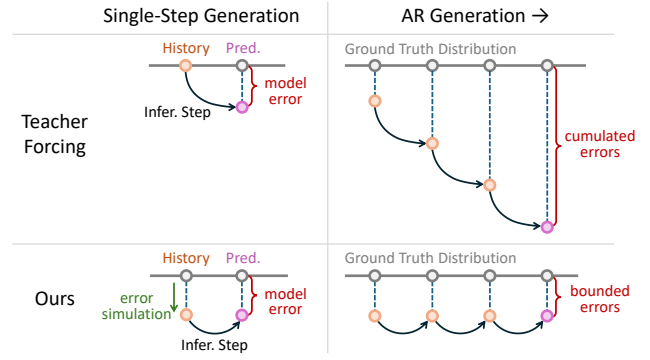 Single-Step Generation
AR Generation →
Teacher
Forcing
History
Pred.
model
error
Infer. Step
Ground Truth Distribution
cumulated
errors
Ours
History
Pred.
error
simulation
model
error
Infer. Step
Ground Truth Distribution
bounded
errors